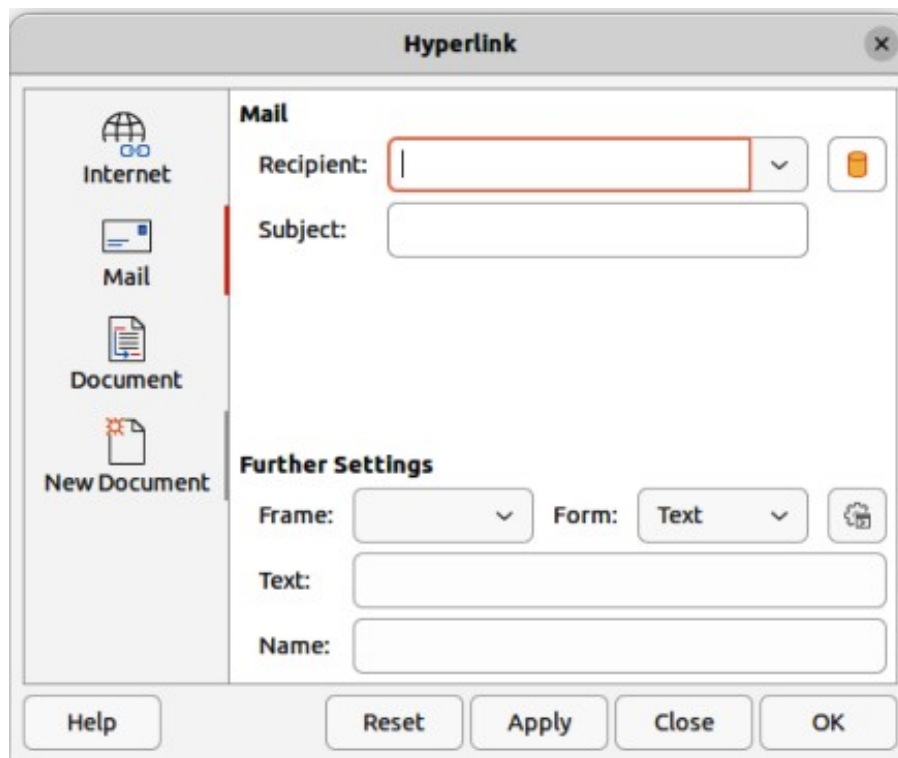 Hyperlink
Internet
Mail
Document
New Document
Mail
Recipient:
Subject:
Further Settings
Frame: Form: Text
Text:
Name:
Help Reset Apply Close OK